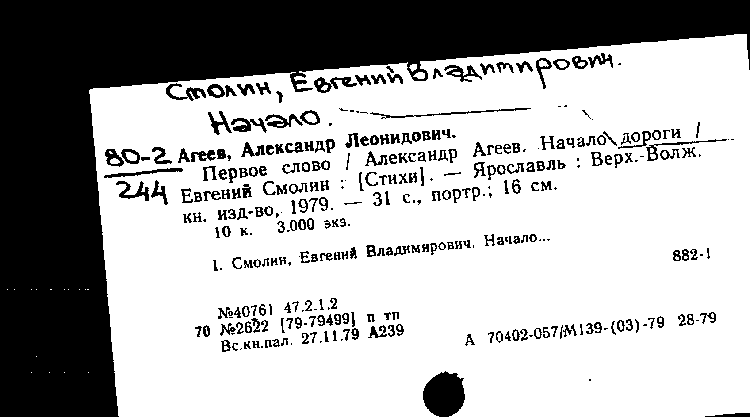 Смолин, Евгений Владимирович.
Начало.
80-2 Агеев, Александр Леонидович.
244 Первое слово / Александр Агеев. Начало дороги /
Евгений Смолин : [Стихи]. — Ярославль : Верх.-Волж.
кн. изд-во, 1979. — 31 с., портр.; 16 см.
10 к. 3.000 экз.
1. Смолин, Евгений Владимирович. Начало...
882-1
№40761 47.2.1.2
70 №2622 [79-79499] п тп
Вс.кн.пал. 27.11.79 А239
А 70402-057/М139-(03)-79 28-79